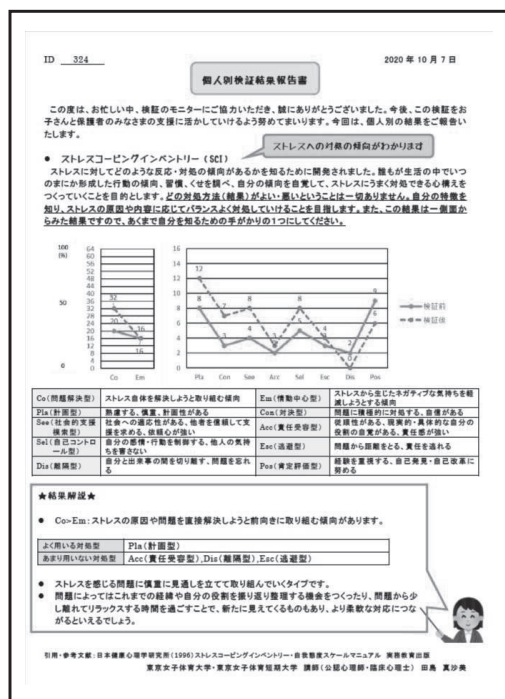 ID 324
2020 年 10 月 7 日
個人別検証結果報告書
この度は、お忙しい中、検証のモニターにご協力いただき、誠にありがとうございました。今後、この検証をお
子さんと保護者のみなさまの支援に活かしていけるよう努めてまいります。今回は、個人別の結果をご報告い
たします。
ストレスへの対処の傾向がわかります
● ストレスコーピングインベントリー（SCI）
ストレスに対してどのような反応・対処の傾向があるかを知るために開発されました。誰もが生活の中でいつ
のまにか形成した行動の傾向、習慣、くせを調べ、自分の傾向を自覚して、ストレスにうまく対処できる心構えを
つくっていくことを目的とします。どの対処方法（結果）がよい・悪いということは一切ありません。自分の特徴を
知り、ストレスの原因や内容に応じてバランスよく対処していけることを目指します。また、この結果は一側面か
らみた結果ですので、あくまで自分を知るための手がかりの1つにしてください。
100
(%)
50
0
64
60
56
52
48
44
40
36
32
28
24
20
16
12
8
4
0
32
20
16
16
Co Em
16
14
12
10
8
6
4
2
0
12
8
7
3
8
4
3
2
8
5
4
3
2
0
9
6
Pla Con See Acc Sel Esc Dis Pos
検証前
検証後
Co（問題解決型） ストレス自体を解決しようと取り組む傾向 Em（情動中心型） ストレスから生じたネガティブな気持ちを軽減しようとする傾向
Pla（計画型） 熟慮する、慎重、計画性がある Con（対決型） 問題に積極的に対処する、自信がある
See（社会的支援模索型） 社会への適応性がある、他者を信頼して支援を求める、依頼心が強い Acc（責任受容型） 従順性がある、現実的・具体的な自分の役割の自覚がある、責任感が強い
Sel（自己コントロール型） 自分の感情・行動を制御する、他人の気持ちを害さない Esc（逃避型） 問題から距離をとる、責任を逃れる
Dis（離隔型） 自分と出来事の間を切り離す、問題を忘れる Pos（肯定評価型） 経験を重視する、自己発見・自己改革に努める
★結果解説★
● Co>Em：ストレスの原因や問題を直接解決しようと前向きに取り組む傾向があります。
よく用いる対処型 Pla（計画型）
あまり用いない対処型 Acc（責任受容型）,Dis（離隔型）,Esc（逃避型）
● ストレスを感じる問題に慎重に見通しを立てて取り組んでいくタイプです。
● 問題によってはこれまでの経緯や自分の役割を振り返り整理する機会をつくったり、問題から少
し離れてリラックスする時間を過ごすことで、新たに見えてくるものもあり、より柔軟な対応につな
がるといえるでしょう。
引用・参考文献：日本健康心理学研究所(1996)ストレスコーピングインベントリー・自我態度スケールマニュアル 実務教育出版
東京女子体育大学・東京女子体育短期大学 講師（公認心理師・臨床心理士） 田島 真沙美